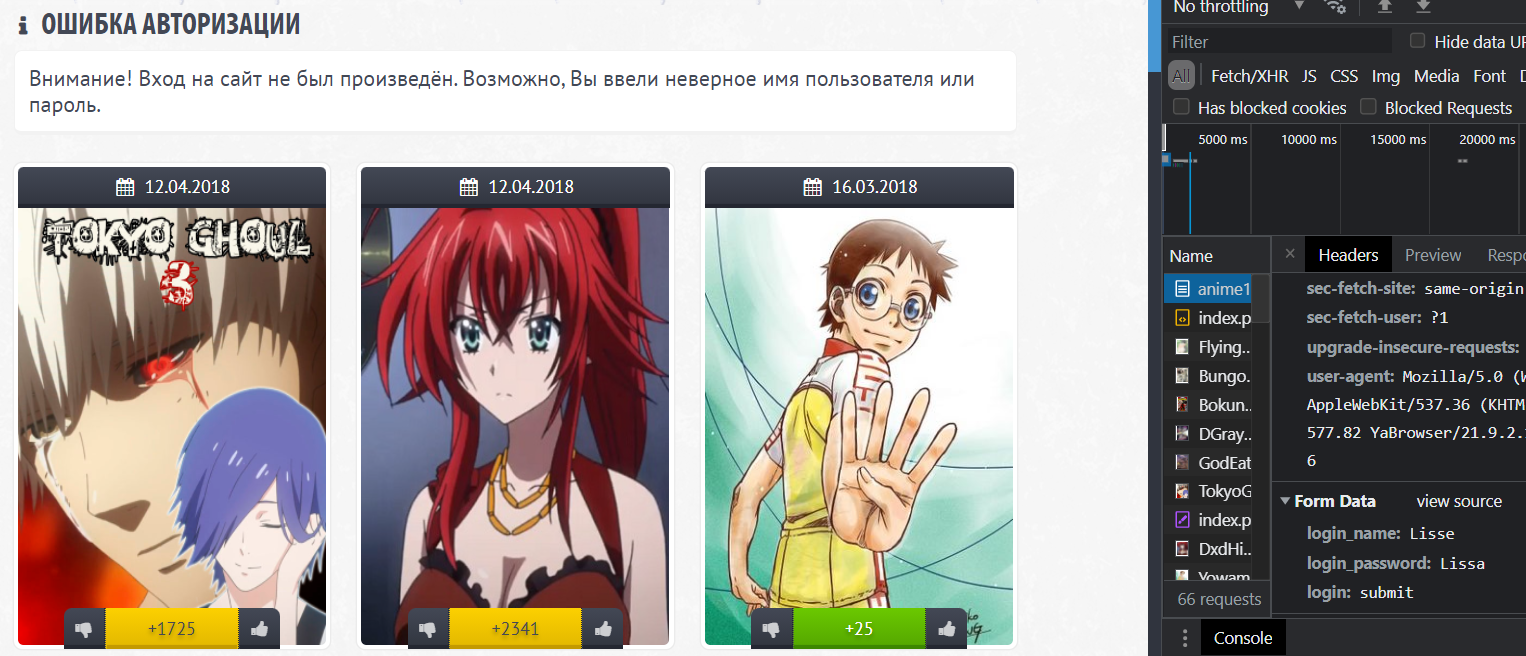 ОШИБКА АВТОРИЗАЦИИ
Внимание! Вход на сайт не был произведён. Возможно, Вы ввели неверное имя пользователя или
пароль.
12.04.2018
TOKYO GHOUL
3
+1725
12.04.2018
+2341
16.03.2018
+25
No throttling
Filter
Hide data UR
All Fetch/XHR JS CSS Img Media Font D
Has blocked cookies Blocked Requests
5000 ms 10000 ms 15000 ms 20000 ms
Name
anime1
index.p
Flying..
Bungo.
Bokun..
DGray..
GodEat
TokyoG
index.p
DxdHi..
Yowam
66 requests
× Headers Preview Respo
sec-fetch-site: same-origin
sec-fetch-user: ?1
upgrade-insecure-requests:
user-agent: Mozilla/5.0 (W
AppleWebKit/537.36 (KHTM
577.82 YaBrowser/21.9.2.
6
Form Data view source
login_name: Lisse
login_password: Lissa
login: submit
Console